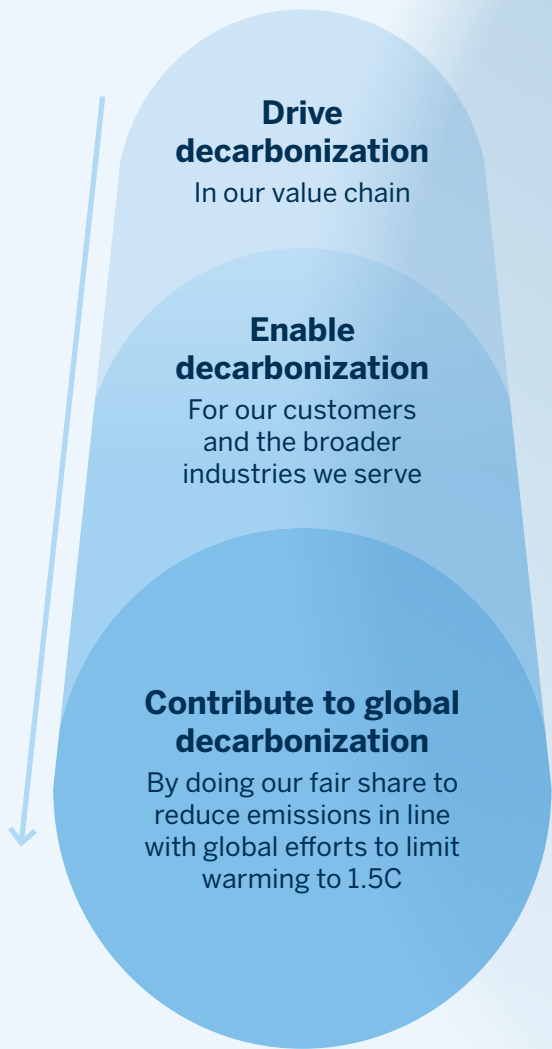 Drive
decarbonization
In our value chain
Enable
decarbonization
For our customers
and the broader
industries we serve
Contribute to global
decarbonization
By doing our fair share to
reduce emissions in line
with global efforts to limit
warming to 1.5C